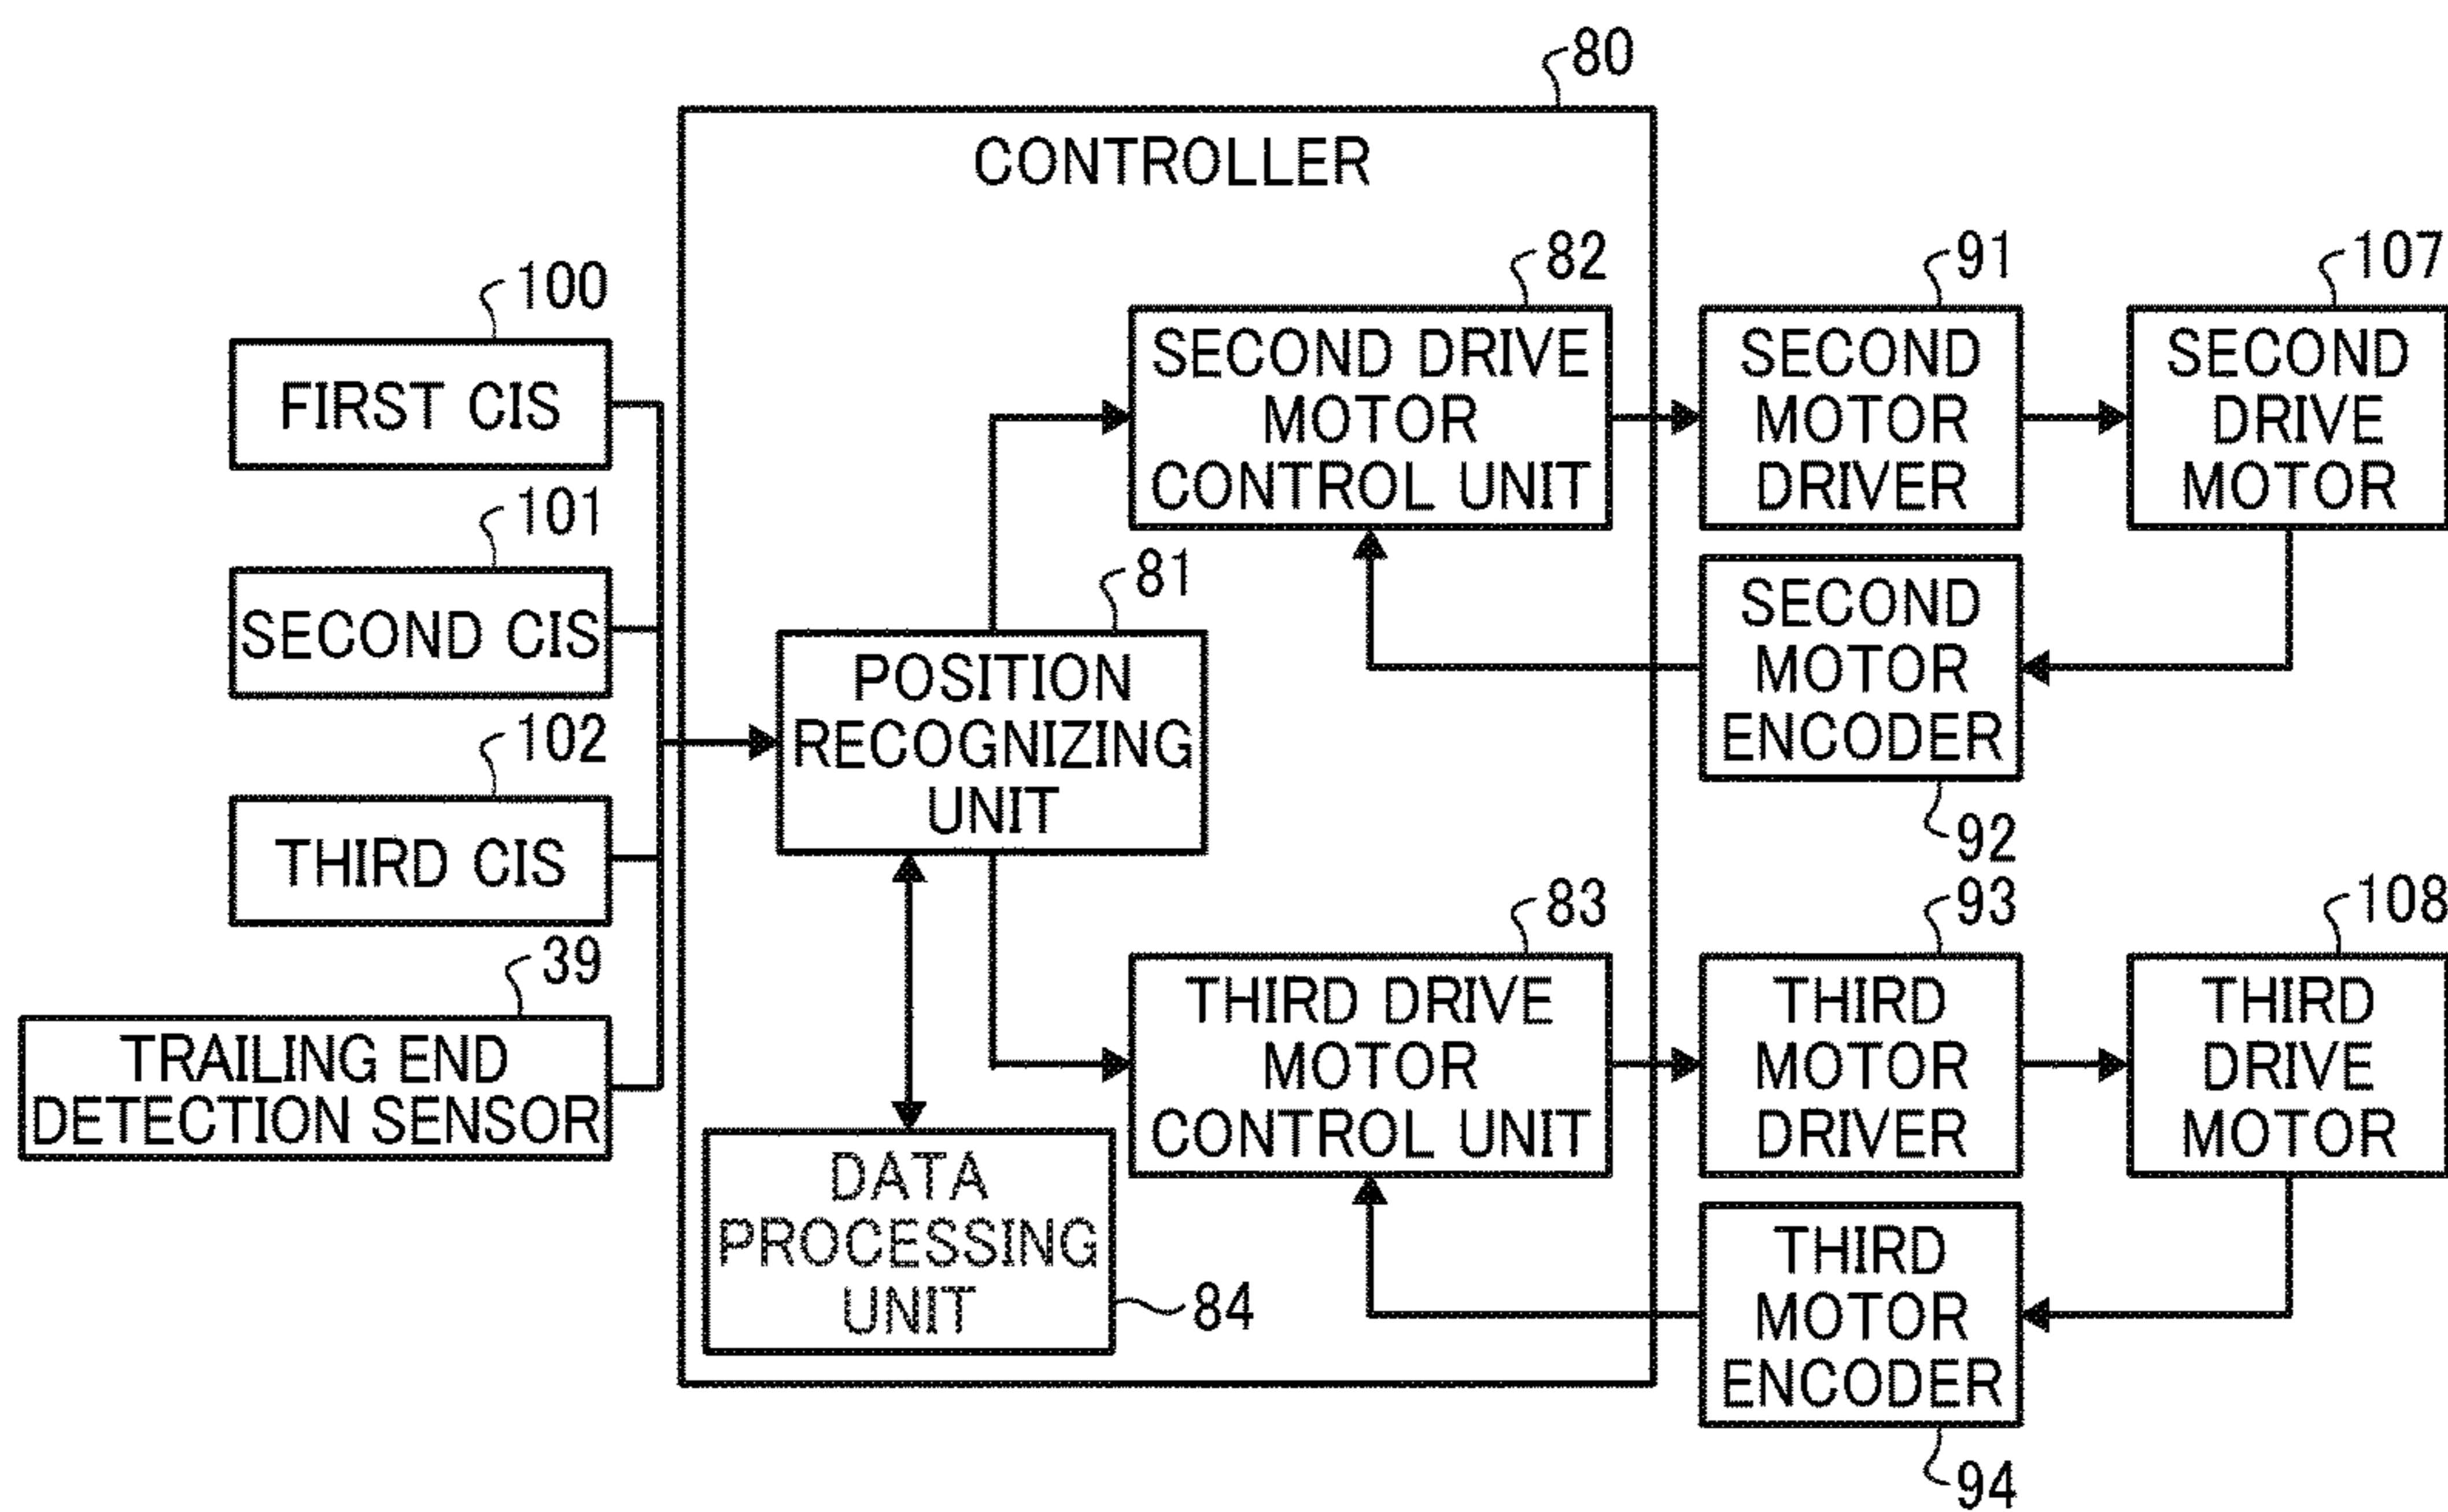 80
CONTROLLER
100
FIRST CIS
101
SECOND CIS
102
THIRD CIS
39
TRAILING END
DETECTION SENSOR
81
POSITION
RECOGNIZING
UNIT
DATA
PROCESSING
UNIT
84
82
SECOND DRIVE
MOTOR
CONTROL UNIT
83
THIRD DRIVE
MOTOR
CONTROL UNIT
91
SECOND
MOTOR
DRIVER
107
SECOND
DRIVE
MOTOR
SECOND
MOTOR
ENCODER
92
93
THIRD
MOTOR
DRIVER
108
THIRD
DRIVE
MOTOR
THIRD
MOTOR
ENCODER
94